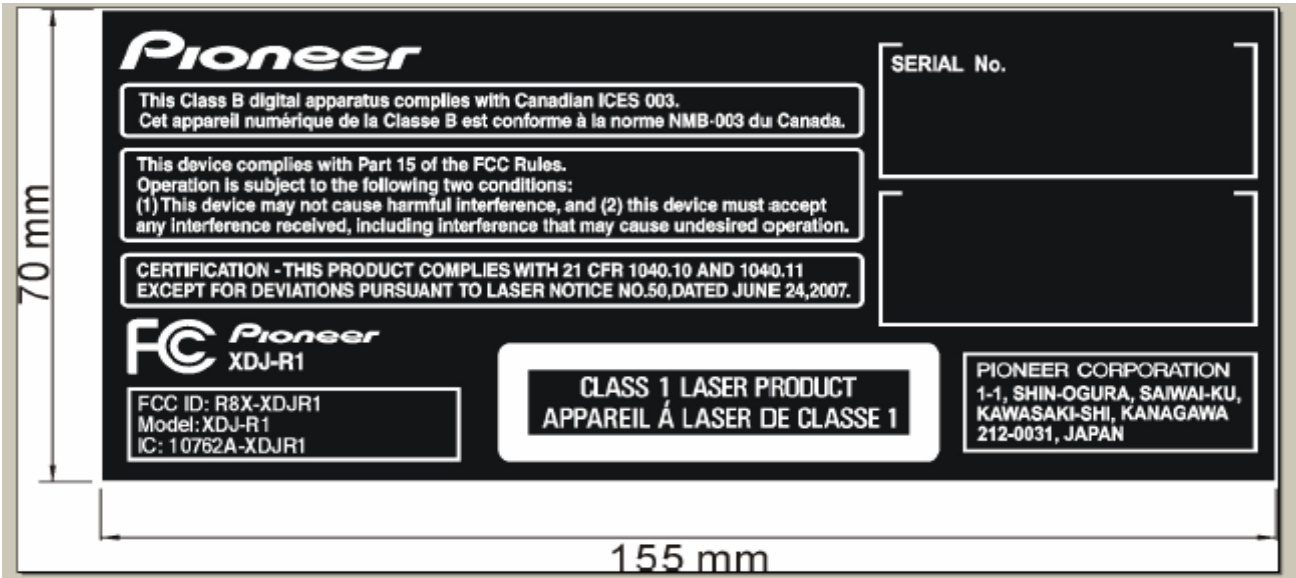 Pioneer
This Class B digital apparatus complies with Canadian ICES 003.
Cet appareil numérique de la Classe B est conforme à la norme NMB-003 du Canada.
This device complies with Part 15 of the FCC Rules.
Operation is subject to the following two conditions:
(1) This device may not cause harmful interference, and (2) this device must accept
any interference received, including interference that may cause undesired operation.
CERTIFICATION - THIS PRODUCT COMPLIES WITH 21 CFR 1040.10 AND 1040.11
EXCEPT FOR DEVIATIONS PURSUANT TO LASER NOTICE NO.50,DATED JUNE 24,2007.
FC Pioneer
XDJ-R1
FCC ID: R8X-XDJR1
Model: XDJ-R1
IC: 10762A-XDJR1
CLASS 1 LASER PRODUCT
APPAREIL Á LASER DE CLASSE 1
SERIAL No.
PIONEER CORPORATION
1-1, SHIN-OGURA, SAIWAI-KU,
KAWASAKI-SHI, KANAGAWA
212-0031, JAPAN
70 mm
155 mm